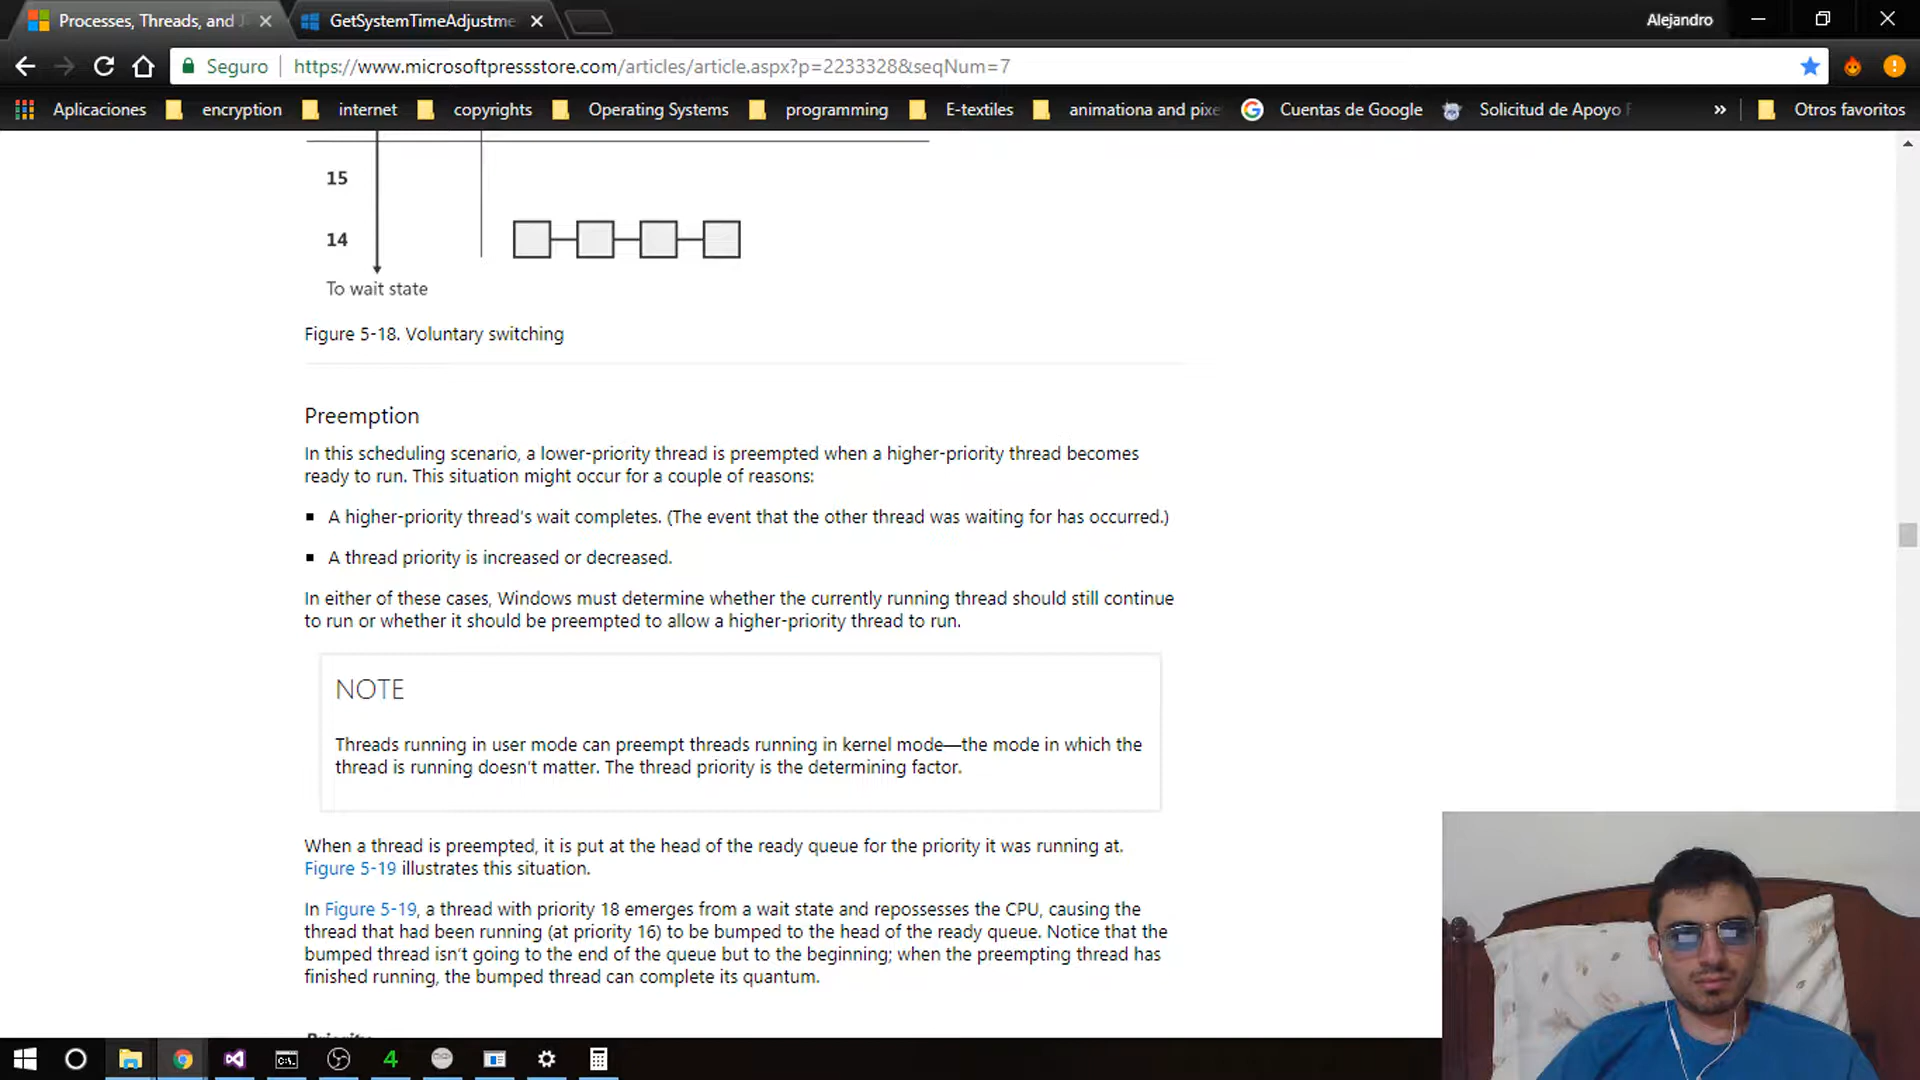 Processes, Threads, and J
GetSystemTimeAdjustme
Alejandro
Seguro
https://www.microsoftpressstore.com/articles/article.aspx?p=2233328&seqNum=7
Aplicaciones
encryption
internet
copyrights
Operating Systems
programming
E-textiles
animationa and pixe
Cuentas de Google
Solicitud de Apoyo
»
Otros favoritos
15
14
To wait state
Figure 5-18. Voluntary switching
Preemption
In this scheduling scenario, a lower-priority thread is preempted when a higher-priority thread becomes
ready to run. This situation might occur for a couple of reasons:
A higher-priority thread's wait completes. (The event that the other thread was waiting for has occurred.)
A thread priority is increased or decreased.
In either of these cases, Windows must determine whether the currently running thread should still continue
to run or whether it should be preempted to allow a higher-priority thread to run.
NOTE
Threads running in user mode can preempt threads running in kernel mode—the mode in which the
thread is running doesn't matter. The thread priority is the determining factor.
When a thread is preempted, it is put at the head of the ready queue for the priority it was running at.
Figure 5-19 illustrates this situation.
In Figure 5-19, a thread with priority 18 emerges from a wait state and repossesses the CPU, causing the
thread that had been running (at priority 16) to be bumped to the head of the ready queue. Notice that the
bumped thread isn't going to the end of the queue but to the beginning; when the preempting thread has
finished running, the bumped thread can complete its quantum.
Priority
4